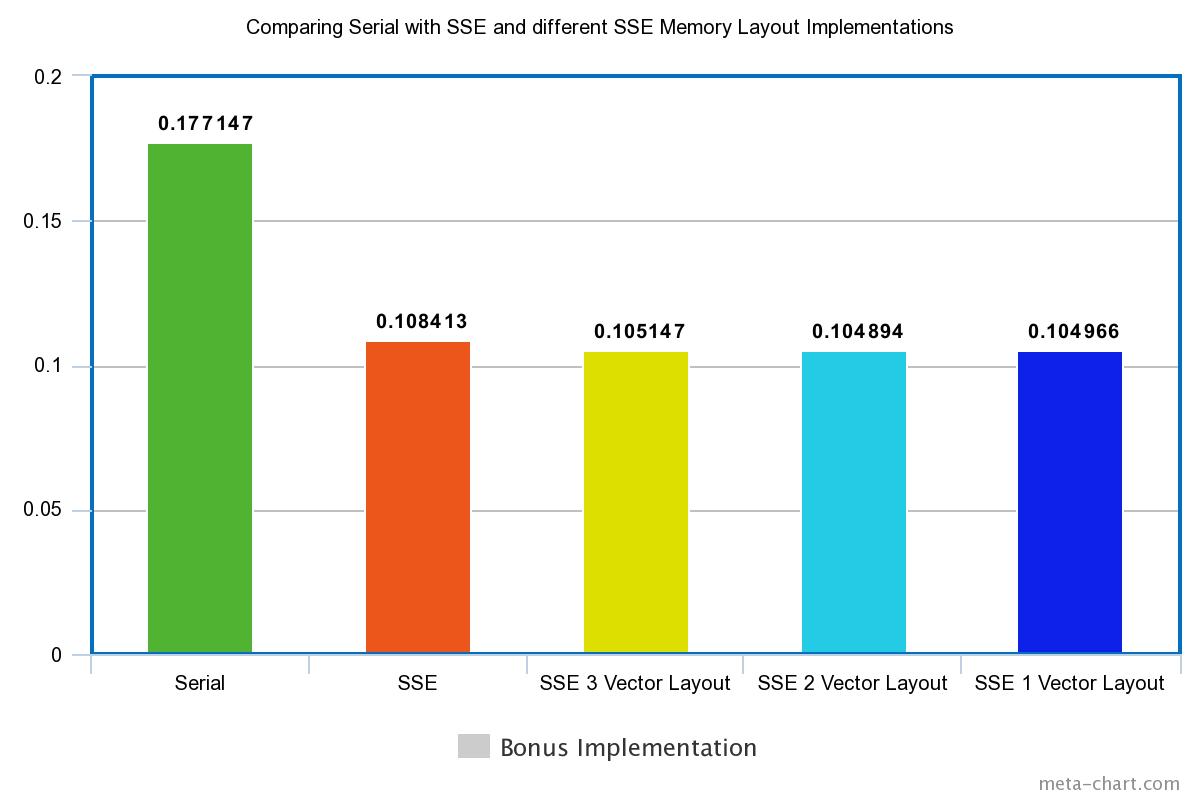 Comparing Serial with SSE and different SSE Memory Layout Implementations
0.2
0.15
0.1
0.05
0
0.177147
0.108413
0.105147
0.104894
0.104966
Serial
SSE
SSE 3 Vector Layout
SSE 2 Vector Layout
SSE 1 Vector Layout
Bonus Implementation
meta-chart.com